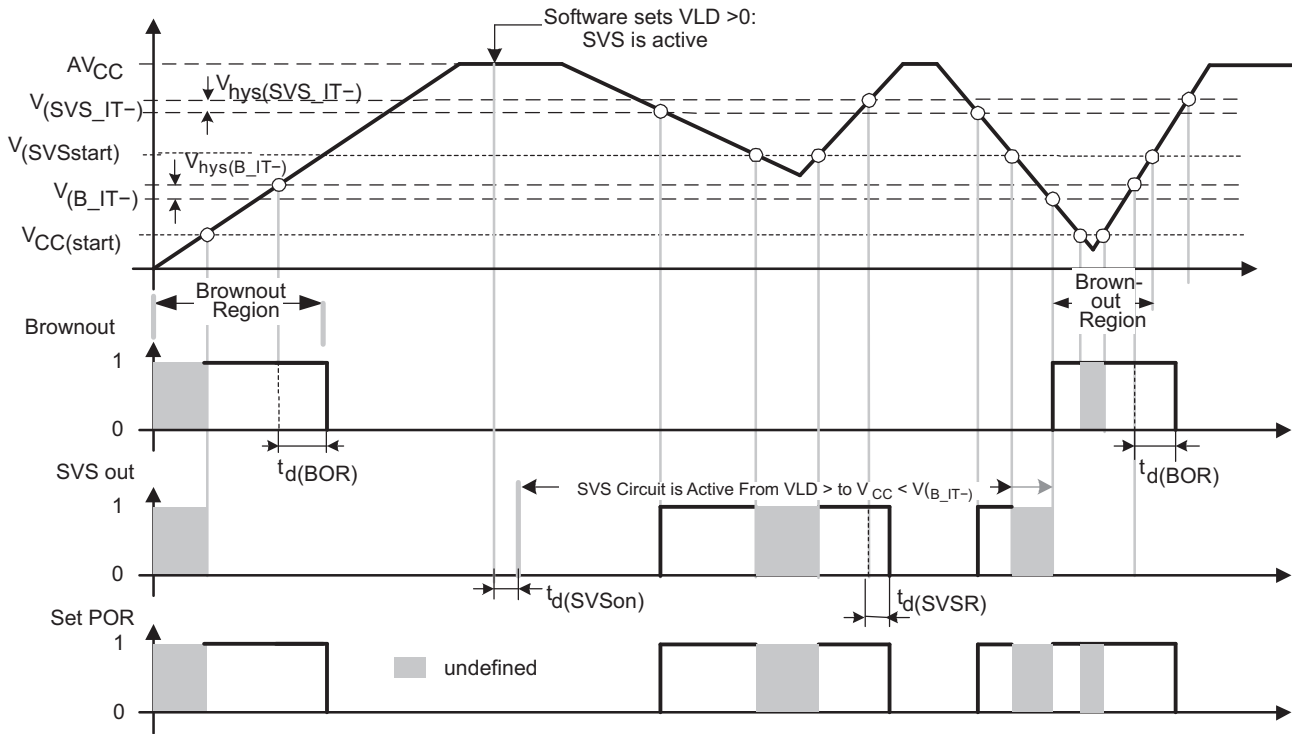 Software sets VLD >0:
SVS is active
AVCC
Vhys(SVS_IT−)
V(SVS_IT−)
V(SVSstart)
Vhys(B_IT−)
V(B_IT−)
VCC(start)
Brownout
Region
Brown-
out
Region
Brownout
1
0
td(BOR)
td(BOR)
SVS out
SVS Circuit is Active From VLD > to VCC < V(B_IT−)
1
0
td(SVSon)
td(SVSR)
Set POR
1
undefined
0